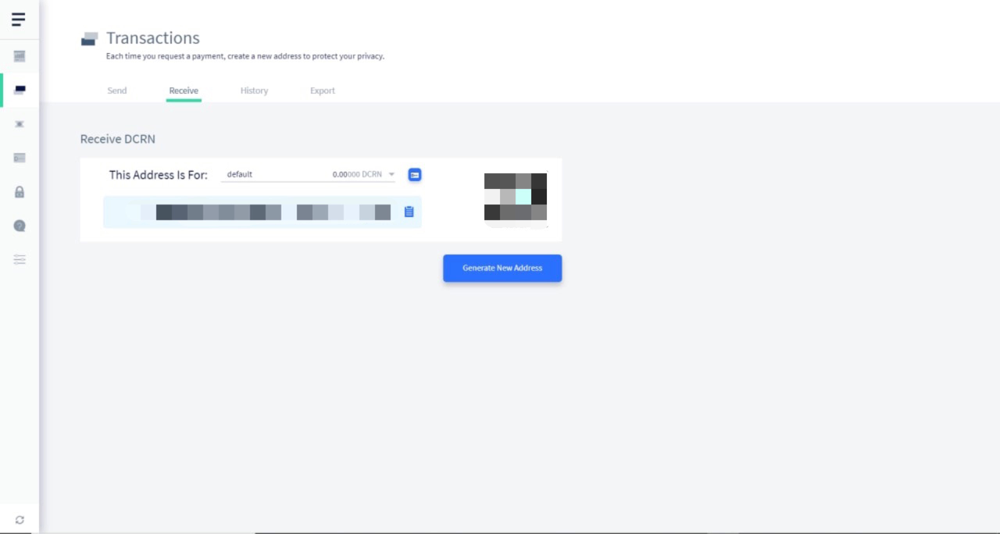 Transactions
Each time you request a payment, create a new address to protect your privacy.
Send Receive History Export
Receive DCRN
This Address Is For: default 0.00000 DCRN
Generate New Address